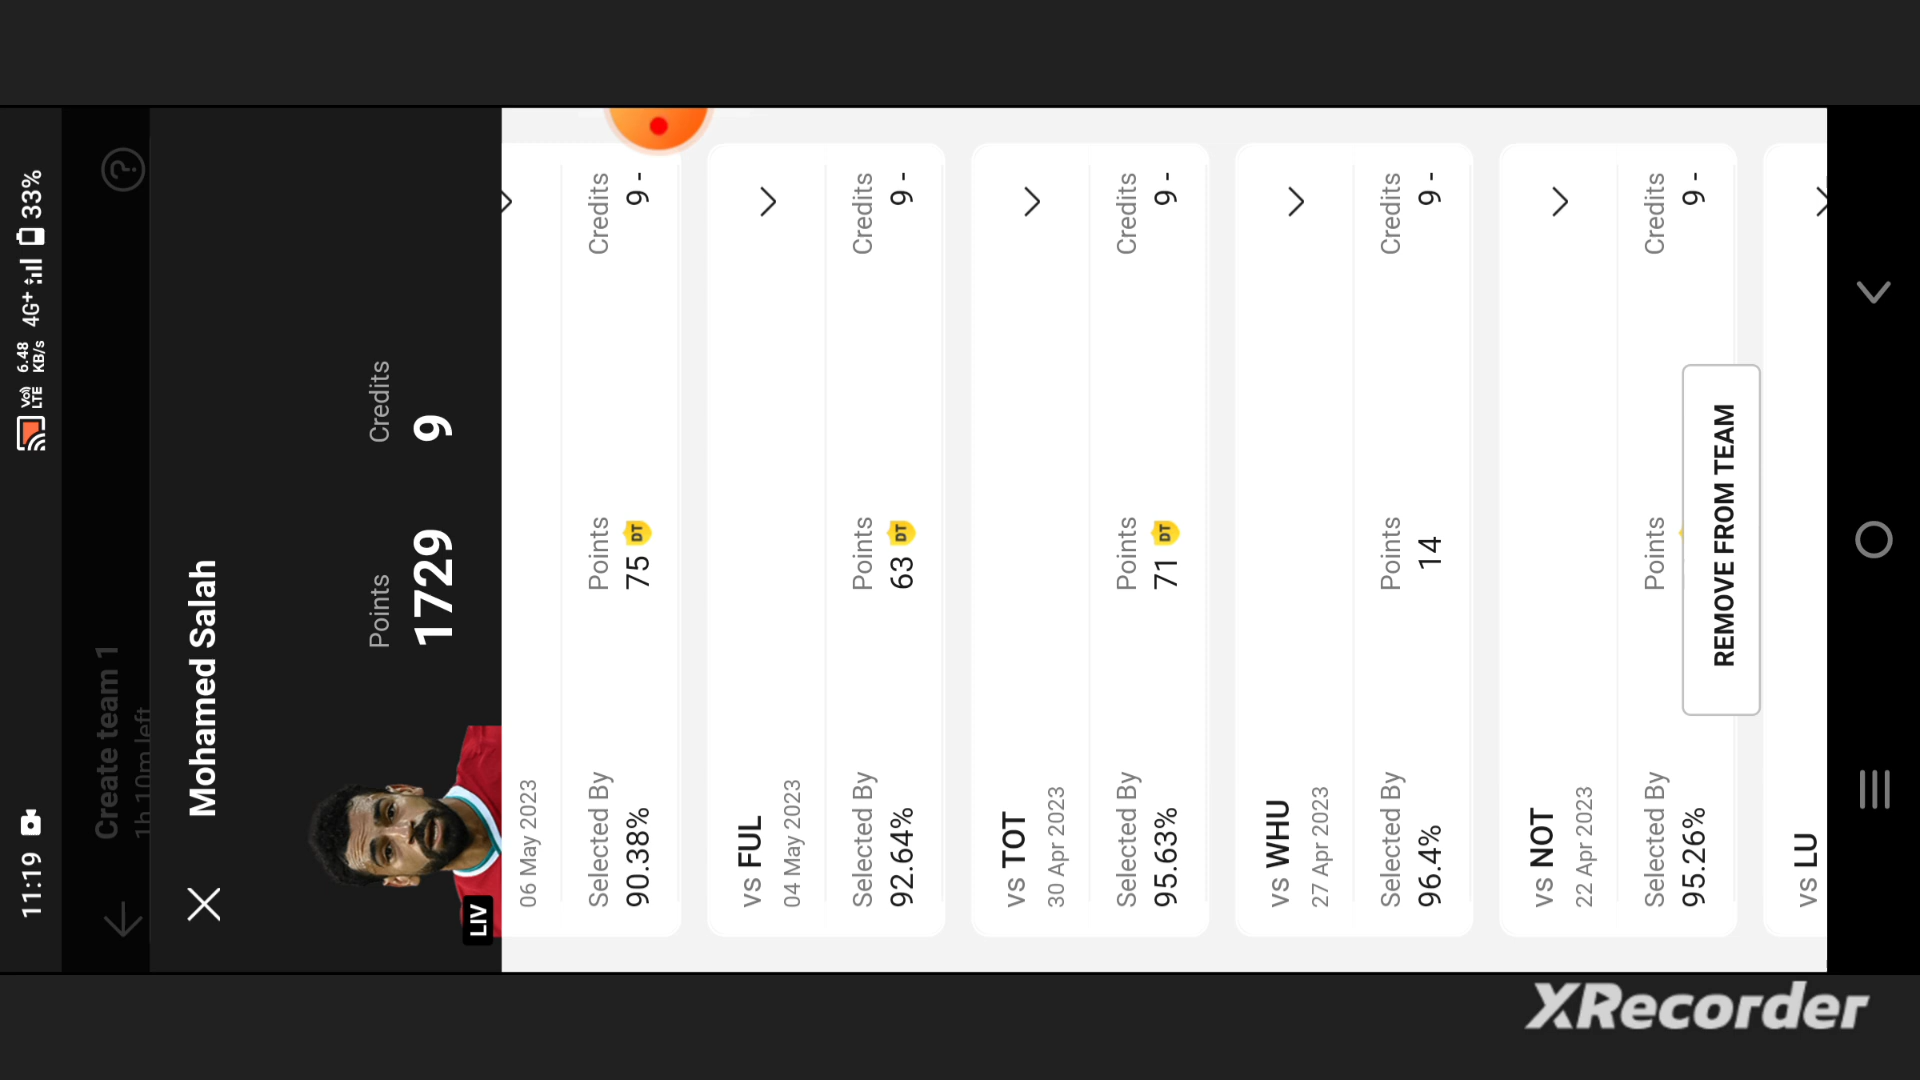 11:19
VoI) LTE 6.48 KB/s 4G+ 33%
Create team 1
1h 10m left
?
Mohamed Salah
Points Credits
1729 9
LIV
06 May 2023
Selected By Points Credits
90.38% 75 DT 9 -
vs FUL
04 May 2023
Selected By Points Credits
92.64% 63 DT 9 -
vs TOT
30 Apr 2023
Selected By Points Credits
95.63% 71 DT 9 -
vs WHU
27 Apr 2023
Selected By Points Credits
96.4% 14 9 -
vs NOT
22 Apr 2023
Selected By Points Credits
95.26% 9 -
REMOVE FROM TEAM
vs LU
XRecorder